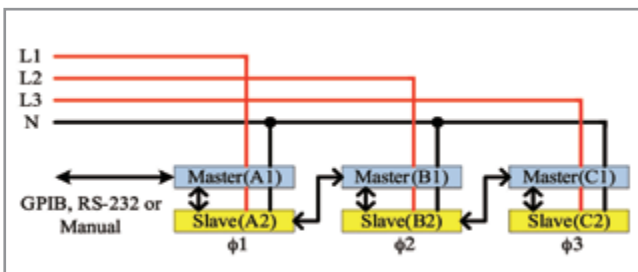 L1
L2
L3
N
Master(A1) Master(B1) Master(C1)
GPIB, RS-232 or
Manual
Slave(A2) Slave(B2) Slave(C2)
ϕ1 ϕ2 ϕ3